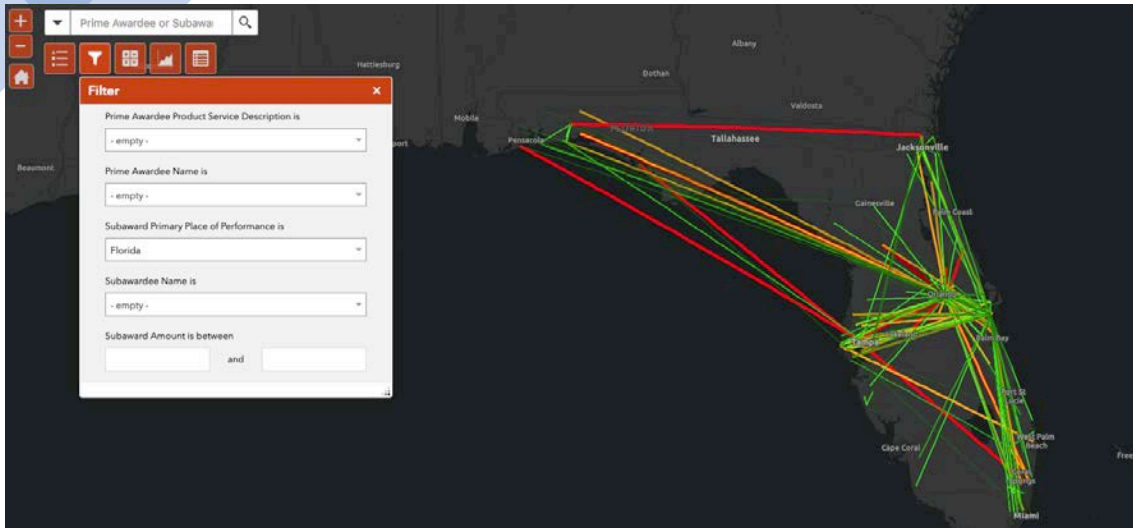 +
Prime Awardee or Subawa
-
Filter
×
Prime Awardee Product Service Description is
- empty -
Prime Awardee Name is
- empty -
Subaward Primary Place of Performance is
Florida
Subawardee Name is
- empty -
Subaward Amount is between
and
Albany
Hattiesburg
Dothan
Valdosta
Mobile
port
Pensacola
Tallahassee
Jacksonville
Beaumont
Gainesville
Palm Coast
Orlando
Tampa
Palm Bay
Port St
Lucie
West Palm
Beach
Cape Coral
Free
Miami